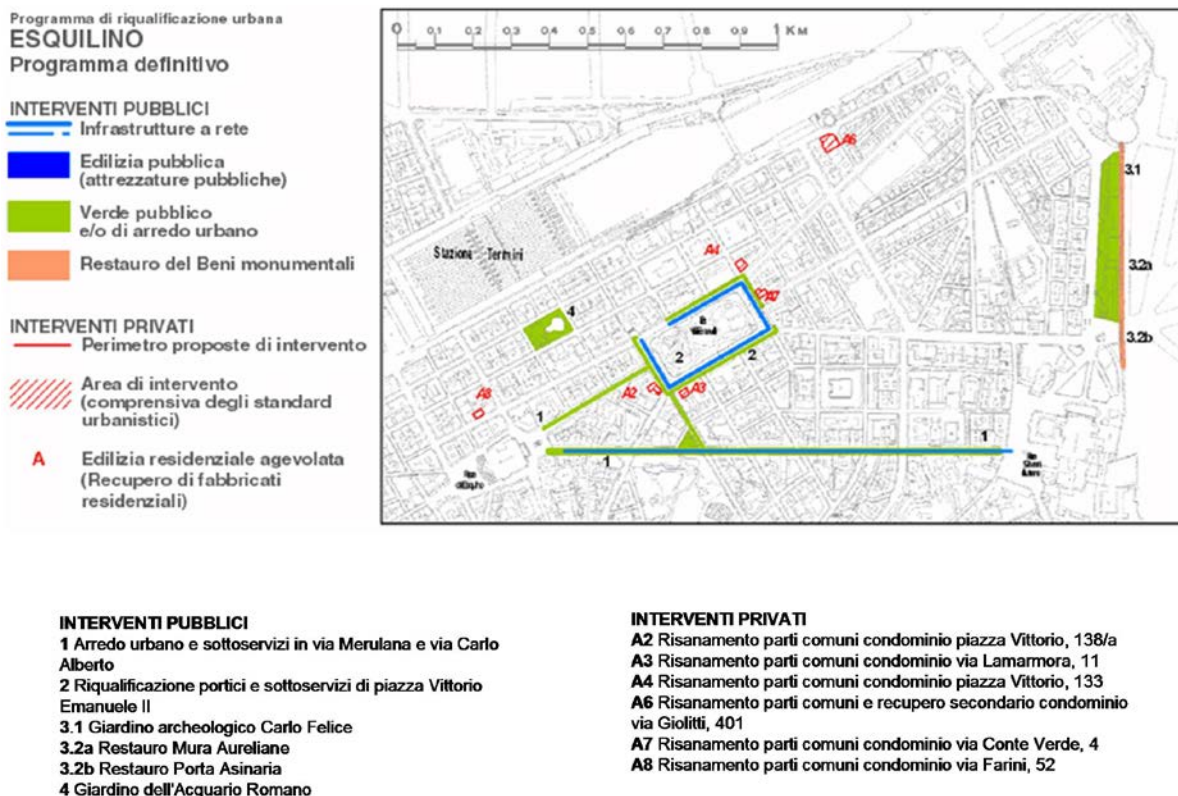 Programma di riqualificazione urbana
ESQUILINO
Programma definitivo
INTERVENTI PUBBLICI
Infrastrutture a rete
Edilizia pubblica
(attrezzature pubbliche)
Verde pubblico
e/o di arredo urbano
Restauro del Beni monumentali
INTERVENTI PRIVATI
Perimetro proposte di intervento
Area di intervento
(comprensiva degli standard
urbanistici)
A Edilizia residenziale agevolata
(Recupero di fabbricati
residenziali)
0 0,1 0,2 0,3 0,4 0,5 0,6 0,7 0,8 0,9 1 Км
A6
3.1
Stazione Termini
A4
3.2a
A7
4
3.2b
2
2
A2
A3
A8
1
1
1
INTERVENTI PUBBLICI
1 Arredo urbano e sottoservizi in via Merulana e via Carlo
Alberto
2 Riqualificazione portici e sottoservizi di piazza Vittorio
Emanuele II
3.1 Giardino archeologico Carlo Felice
3.2a Restauro Mura Aureliane
3.2b Restauro Porta Asinaria
4 Giardino dell'Acquario Romano
INTERVENTI PRIVATI
A2 Risanamento parti comuni condominio piazza Vittorio, 138/a
A3 Risanamento parti comuni condominio via Lamarmora, 11
A4 Risanamento parti comuni condominio piazza Vittorio, 133
A6 Risanamento parti comuni e recupero secondario condominio
via Giolitti, 401
A7 Risanamento parti comuni condominio via Conte Verde, 4
A8 Risanamento parti comuni condominio via Farini, 52